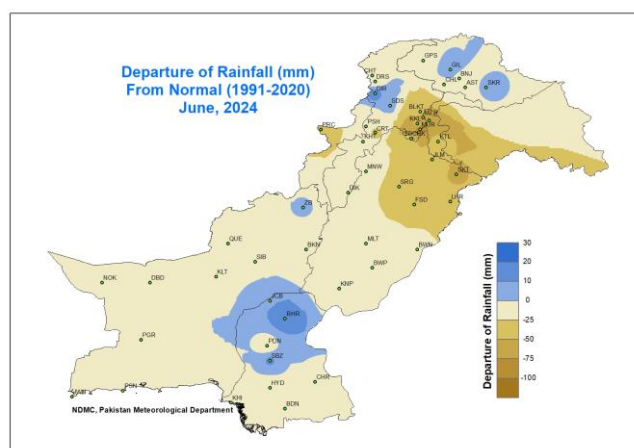 Departure of Rainfall (mm)
From Normal (1991-2020)
June, 2024
GPS
GIL
BNJ
CHL
AST
SKR
CHT
DRS
DIR
SDS
BLKT
PRC
PSH
CRT
KTL
JLM
MNW
DIK
SRG
SKT
FSD
LHR
ZB
QUE
SIB
BKN
MLT
BWN
BWP
NOK
DBD
KLT
KNP
JCB
RHR
PDN
SBZ
PGR
HYD
CHR
PSN
KHI
BDN
NDMC, Pakistan Meteorological Department
Departure of Rainfall (mm)
30
20
10
0
-25
-50
-75
-100